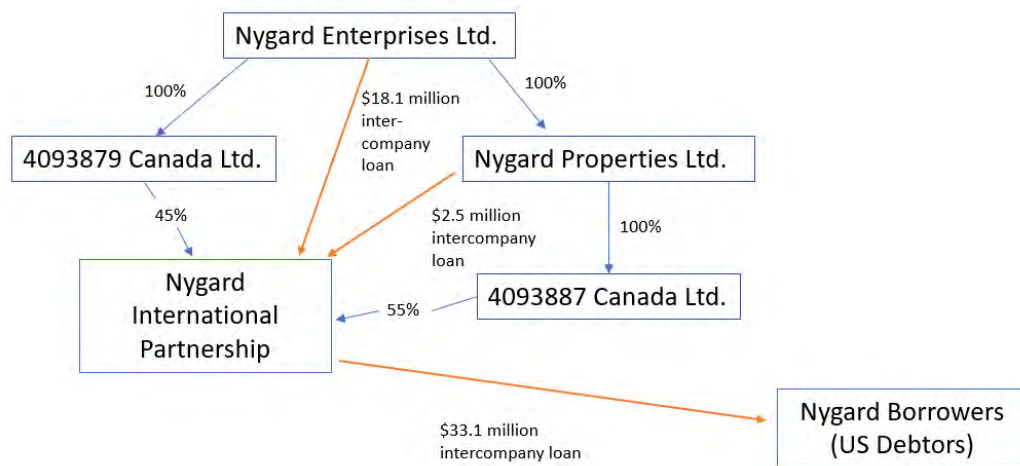 Nygard Enterprises Ltd.
100%
$18.1 million
inter-
company
loan
100%
4093879 Canada Ltd.
Nygard Properties Ltd.
45%
$2.5 million
intercompany
loan
100%
Nygard
International
Partnership
55%
4093887 Canada Ltd.
$33.1 million
intercompany loan
Nygard Borrowers
(US Debtors)